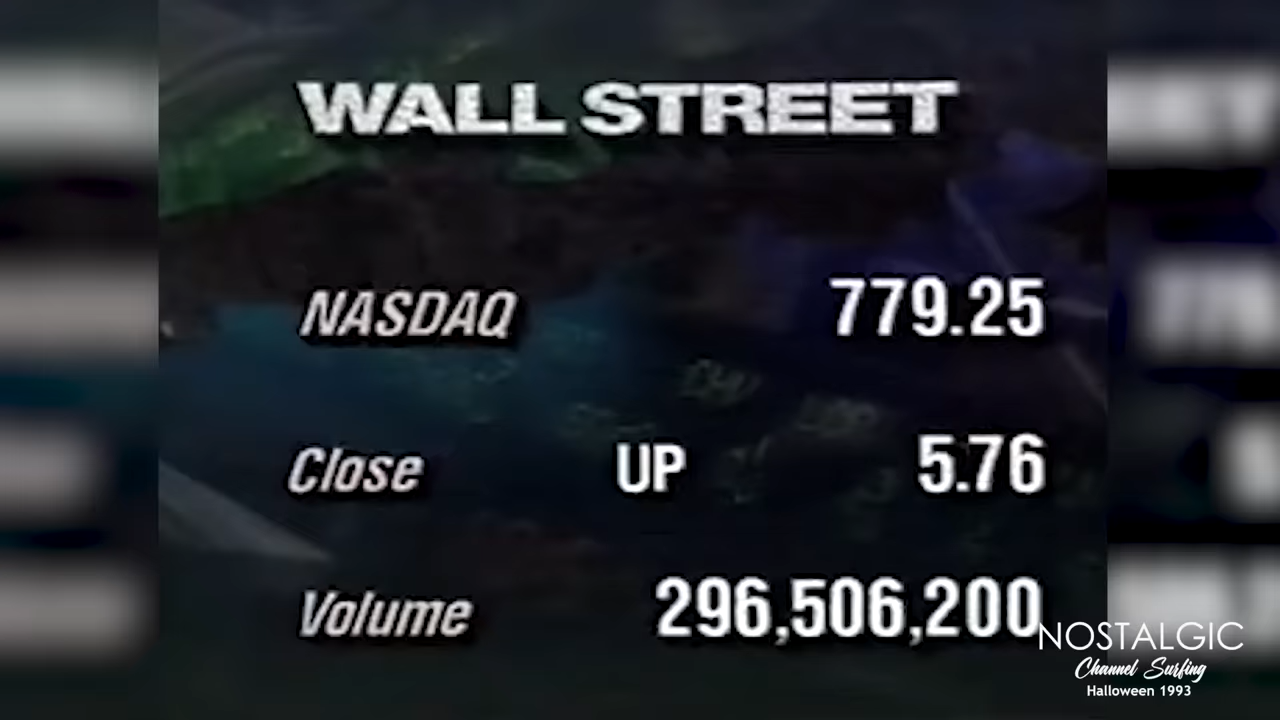 WALL STREET
NASDAQ 779.25
Close UP 5.76
Volume 296,506,200
NOSTALGIC
Channel Surfing
Halloween 1993